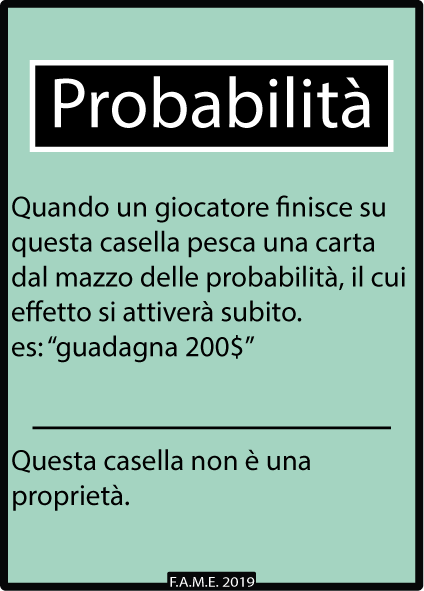 Probabilità
Quando un giocatore finisce su
questa casella pesca una carta
dal mazzo delle probabilità, il cui
effetto si attiverà subito.
es: “guadagna 200$”
Questa casella non è una
proprietà.
F.A.M.E. 2019